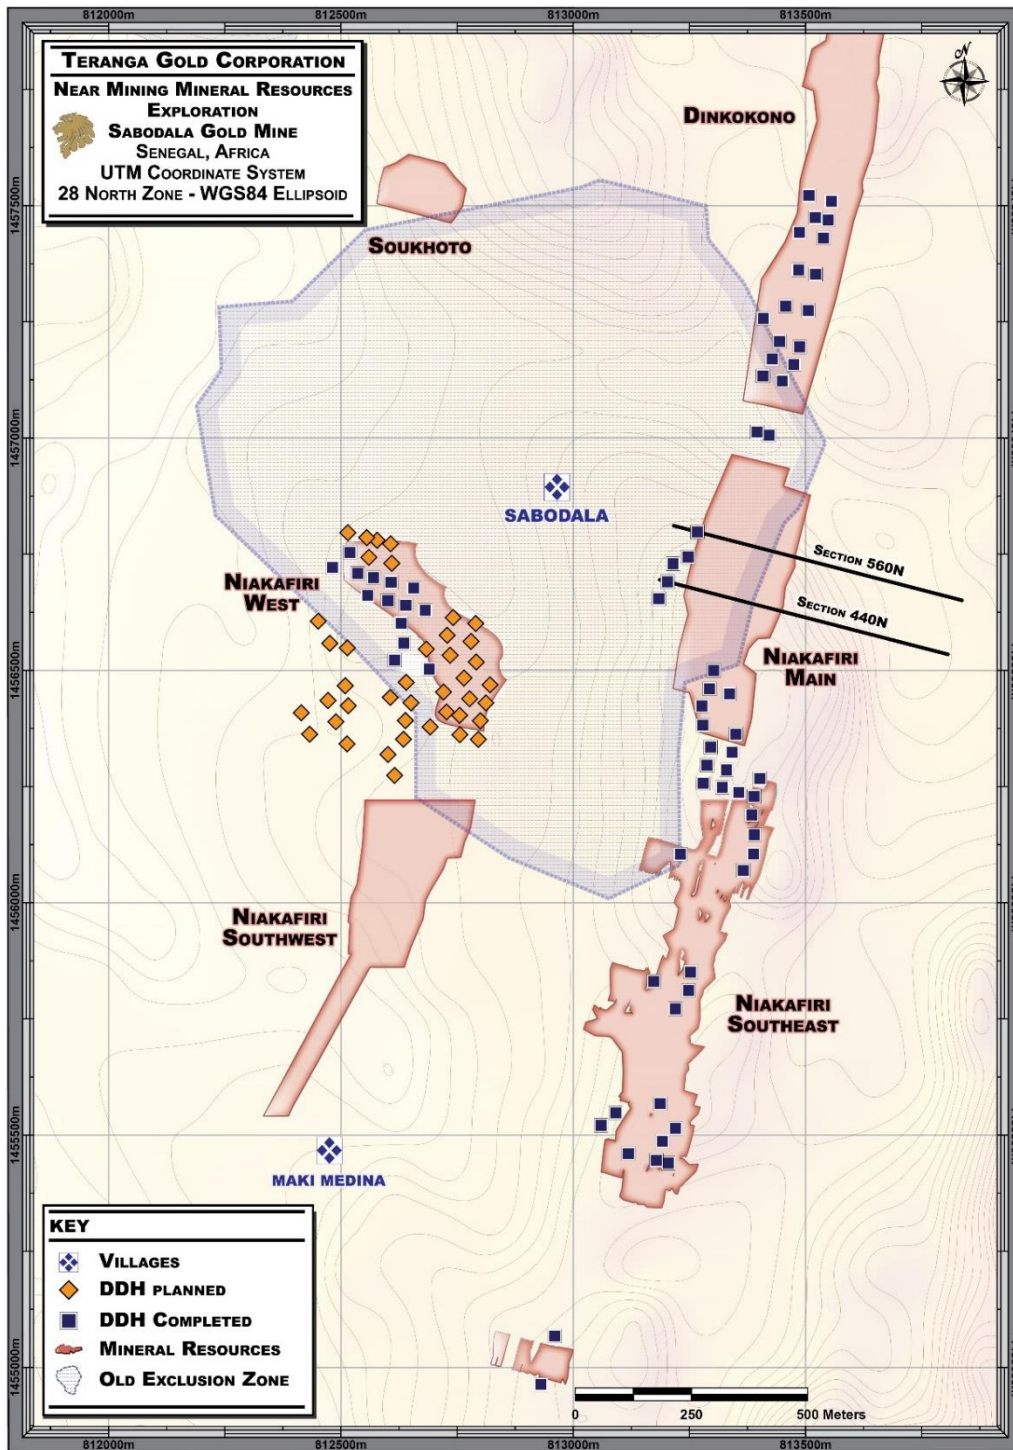 812000m
812500m
813000m
813500m
TERANGA GOLD CORPORATION
NEAR MINING MINERAL RESOURCES
EXPLORATION
SABODALA GOLD MINE
SENEGAL, AFRICA
UTM COORDINATE SYSTEM
28 NORTH ZONE - WGS84 ELLIPSOID
N
DINKOKONO
1457500m
SOUKHOTO
1457000m
SABODALA
SECTION 560N
NIAKAFIRI
WEST
SECTION 440N
1456500m
NIAKAFIRI
MAIN
1456000m
NIAKAFIRI
SOUTHWEST
NIAKAFIRI
SOUTHEAST
1455500m
MAKI MEDINA
KEY
VILLAGES
DDH PLANNED
DDH COMPLETED
MINERAL RESOURCES
OLD EXCLUSION ZONE
1455000m
0
250
500 Meters
812000m
812500m
813000m
813500m